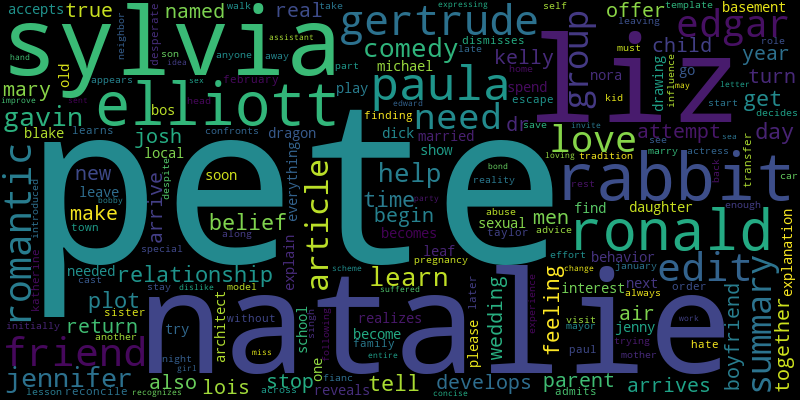 accepts true named real walk take self expressing template role basement
sylvia gertrude offer edgar
hand neighbor desperate son idea anyone away assistant late dismisses leaving must
mary old appears part comedy kelly group child year
michael nora drawing go influence turn
improve sent head february play paula spend home kid may letter decides
gavin elliott sex edward finding need escape liz start get
blake learns bos josh confronts dragon dick married dr save invite love attempt day
local show loving tradition see marry actress sea
romantic pete despite everything help reality bond rest rabbit back transfer car
new soon article time abuse men find daughter enough
leave bobby make arrive belief begin party sexual taylor advice ronald
town introduced special along becomes leaf effort behavior explanation
katherine needed relationship explain pregnancy feeling change january edit
cast stay dislike model scheme suffered learn later experience interest next always order summary together
plot sister architect without following wedding visit air boyfriend
initially return try school singh realizes please mayor jenny hate
another natalie become trying work
friend night miss one family entire paul mother
girl fianc
jennifer also lois stop tell develops parent arrives
lesson reconcile recognizes across reveals concise admits